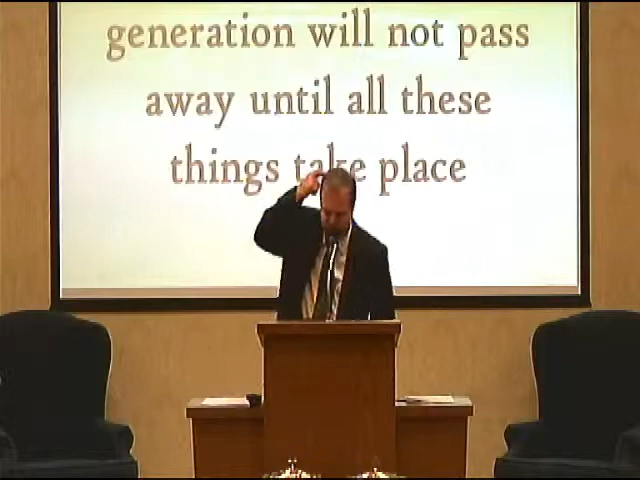 generation will not pass
away until all these
things take place